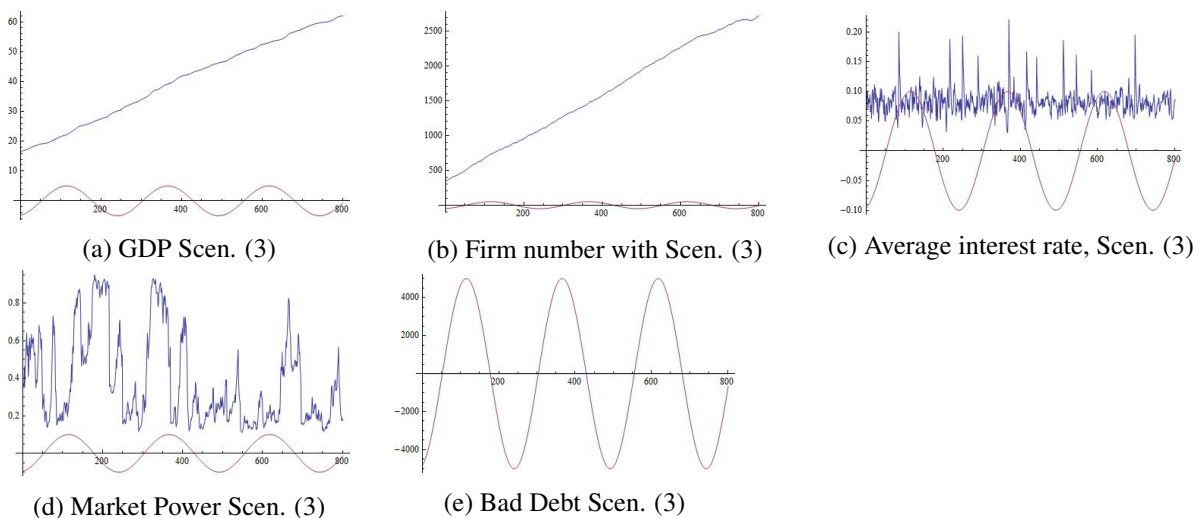 60
50
40
30
20
10
200 400 600 800
(a) GDP Scen. (3)
2500
2000
1500
1000
500
200 400 600 800
(b) Firm number with Scen. (3)
0.20
0.15
0.10
0.05
200 400 600 800
−0.05
−0.10
(c) Average interest rate, Scen. (3)
0.8
0.6
0.4
0.2
200 400 600 800
(d) Market Power Scen. (3)
4000
2000
200 400 600 800
−2000
−4000
(e) Bad Debt Scen. (3)